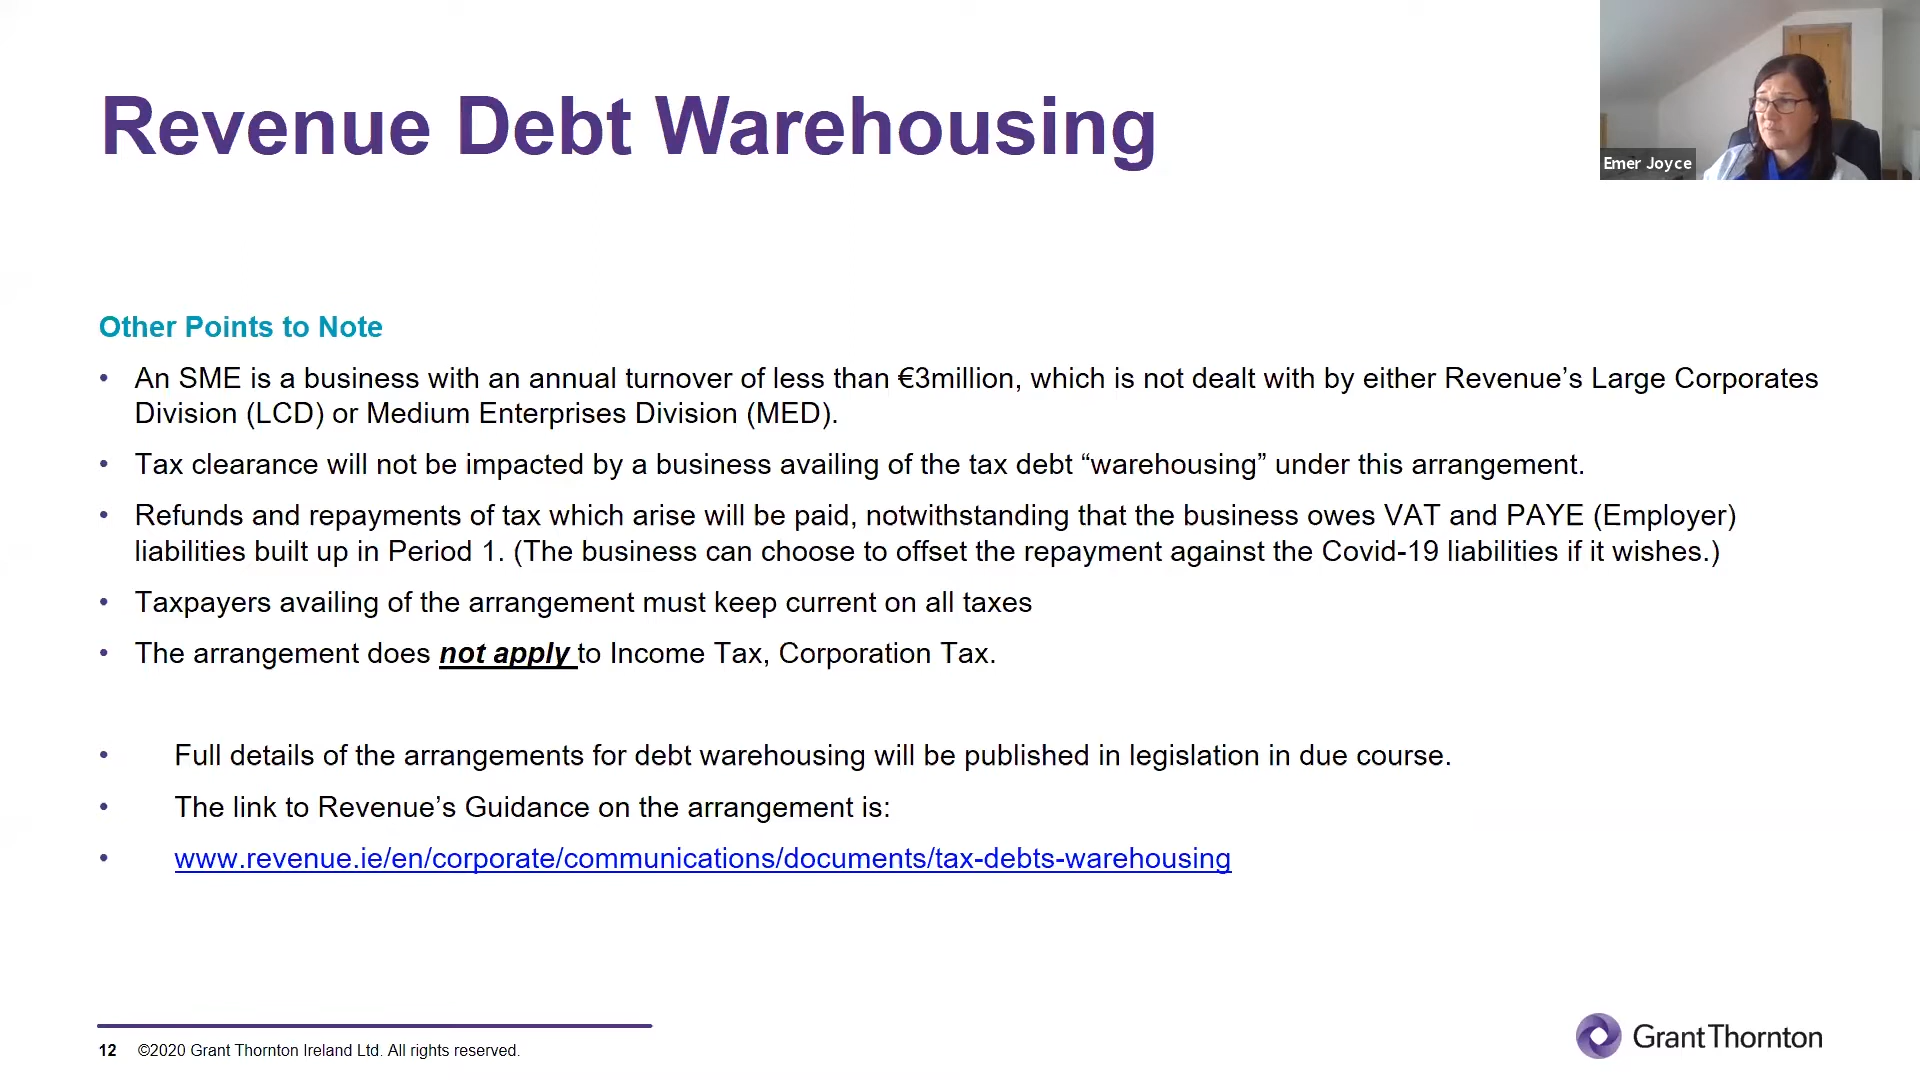 Revenue Debt Warehousing
Emer Joyce
Other Points to Note
• An SME is a business with an annual turnover of less than €3million, which is not dealt with by either Revenue’s Large Corporates
Division (LCD) or Medium Enterprises Division (MED).
• Tax clearance will not be impacted by a business availing of the tax debt “warehousing” under this arrangement.
• Refunds and repayments of tax which arise will be paid, notwithstanding that the business owes VAT and PAYE (Employer)
liabilities built up in Period 1. (The business can choose to offset the repayment against the Covid-19 liabilities if it wishes.)
• Taxpayers availing of the arrangement must keep current on all taxes
• The arrangement does not apply to Income Tax, Corporation Tax.
• Full details of the arrangements for debt warehousing will be published in legislation in due course.
• The link to Revenue’s Guidance on the arrangement is:
• www.revenue.ie/en/corporate/communications/documents/tax-debts-warehousing
12 ©2020 Grant Thornton Ireland Ltd. All rights reserved.
Grant Thornton